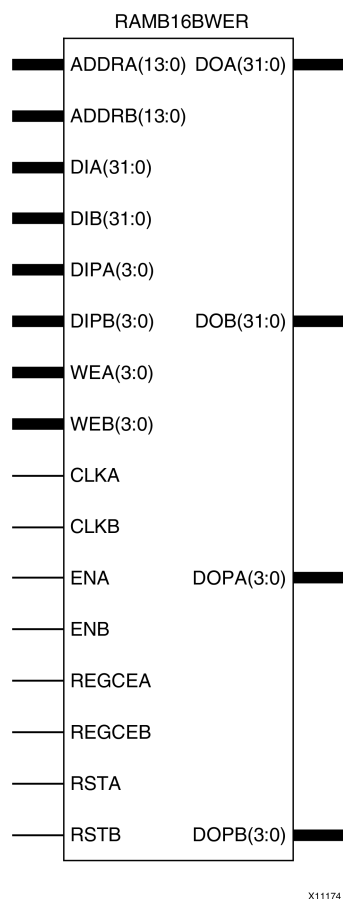 RAMB16BWER
ADDRA(13:0) DOA(31:0)
ADDRB(13:0)
DIA(31:0)
DIB(31:0)
DIPA(3:0)
DIPB(3:0) DOB(31:0)
WEA(3:0)
WEB(3:0)
CLKA
CLKB
ENA DOPA(3:0)
ENB
REGCEA
REGCEB
RSTA
RSTB DOPB(3:0)
X11174